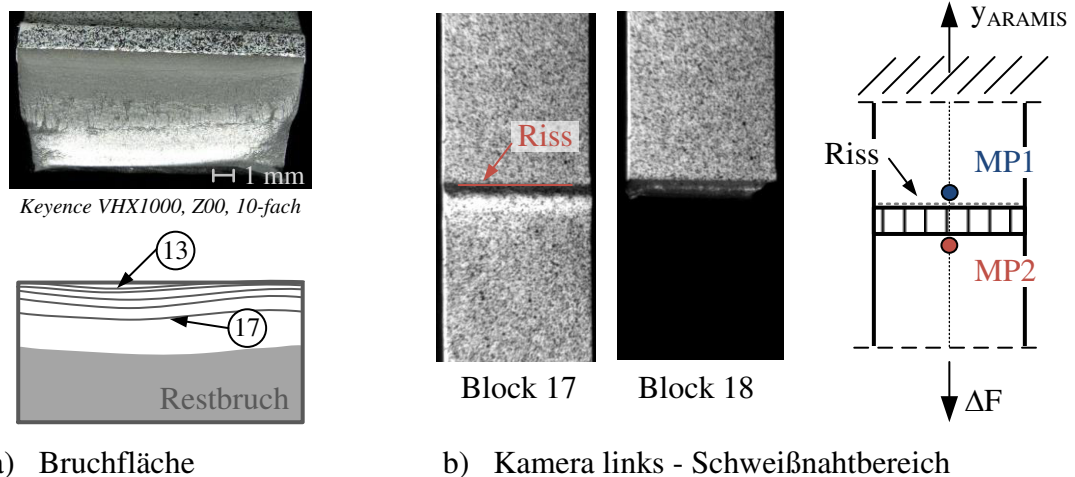 1 mm
Keyence VHX1000, Z00, 10-fach
13
17
Restbruch
a) Bruchfläche
Riss
Block 17
Block 18
yARAMIS
Riss
MP1
MP2
ΔF
b) Kamera links - Schweißnahtbereich